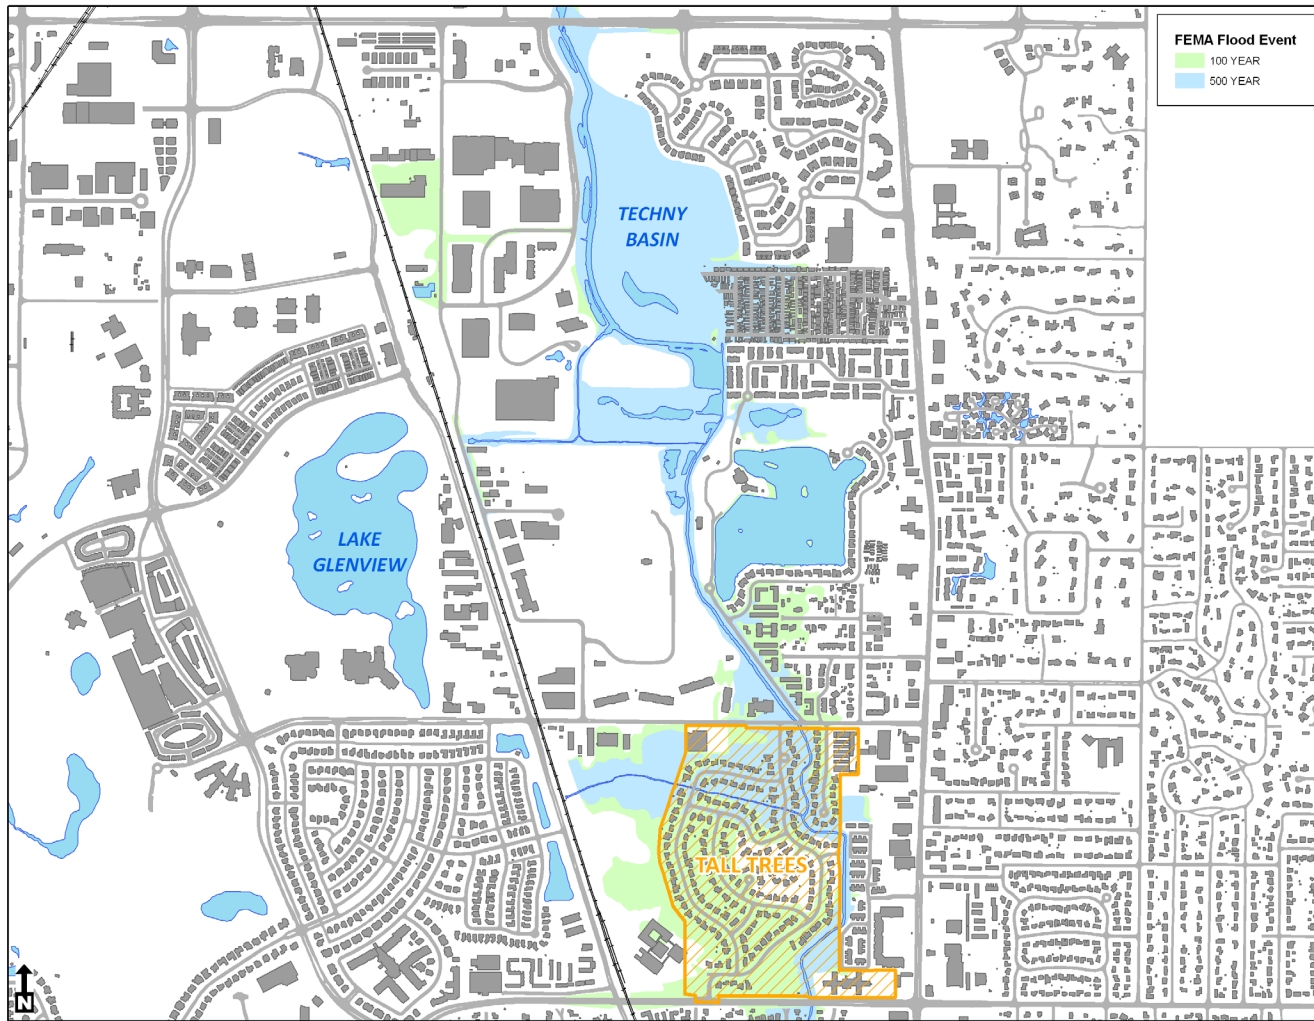 FEMA Flood Event
100 YEAR
500 YEAR
TECHNY
BASIN
LAKE
GLENVIEW
TALL TREES
N